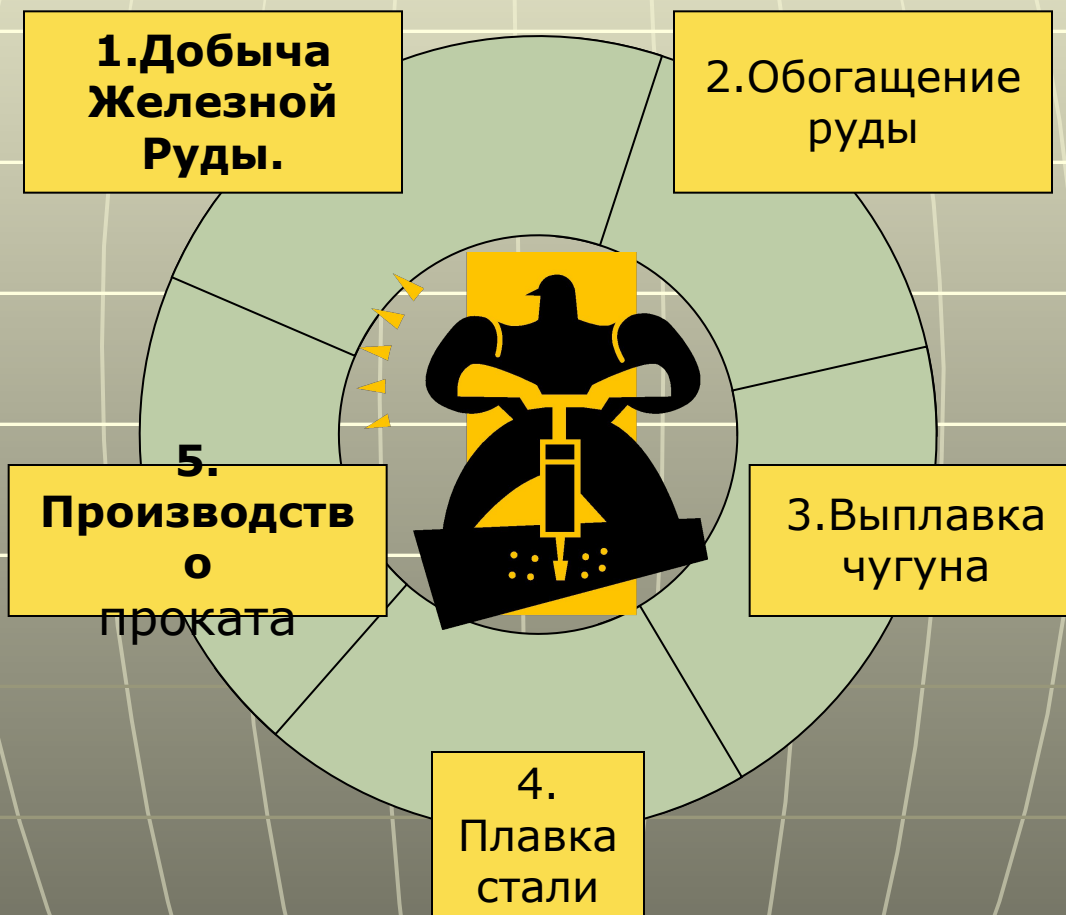 1.Добыча
Железной
Руды.
2.Обогащение
руды
3.Выплавка
чугуна
4.
Плавка
стали
5.
Производств
о
проката